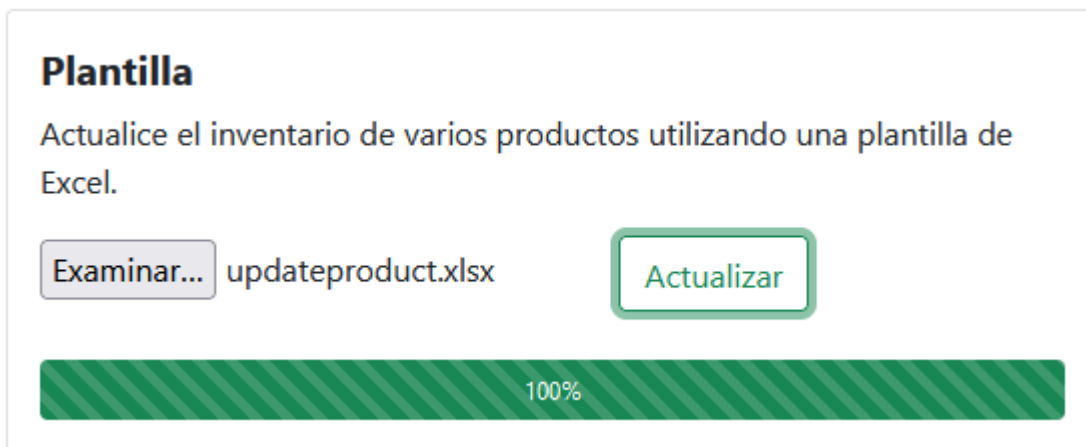 Plantilla
Actualice el inventario de varios productos utilizando una plantilla de
Excel.
Examinar... updateproduct.xlsx Actualizar
100%